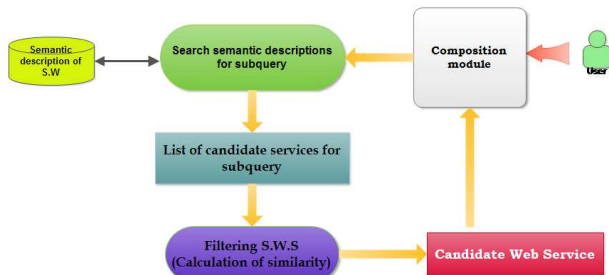 Semantic
description of
S.W
Search semantic descriptions
for subquery
Composition
module
User
List of candidate services for
subquery
Filtering S.W.S
(Calculation of similarity)
Candidate Web Service